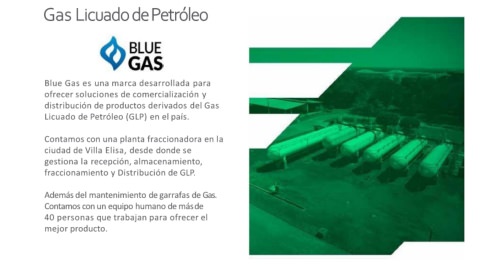 Gas Licuado de Petróleo
BLUE
GAS
Blue Gas es una marca desarrollada para
ofrecer soluciones de comercialización y
distribución de productos derivados del Gas
Licuado de Petróleo (GLP) en el país.
Contamos con una planta fraccionadora en la
ciudad de Villa Elisa, desde donde se
gestiona la recepción, almacenamiento,
fraccionamiento y Distribución de GLP.
Además del mantenimiento de garrafas de Gas.
Contamos con un equipo humano de más de
40 personas que trabajan para ofrecer el
mejor producto.